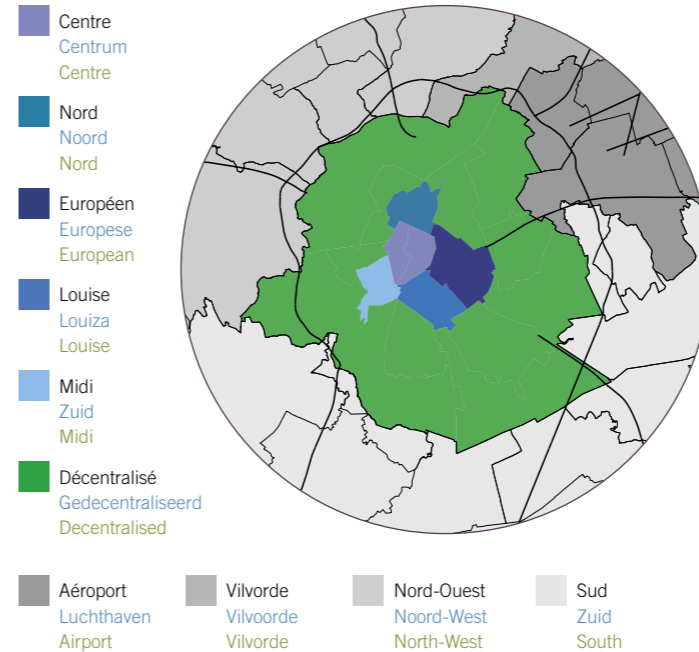 Centre
Centrum
Centre
Nord
Noord
Nord
Européen
Europese
European
Louise
Louiza
Louise
Midi
Zuid
Midi
Décentralisé
Gedecentraliseerd
Decentralised
Aéroport
Luchthaven
Airport
Vilvorde
Vilvoorde
Vilvorde
Nord-Ouest
Noord-West
North-West
Sud
Zuid
South